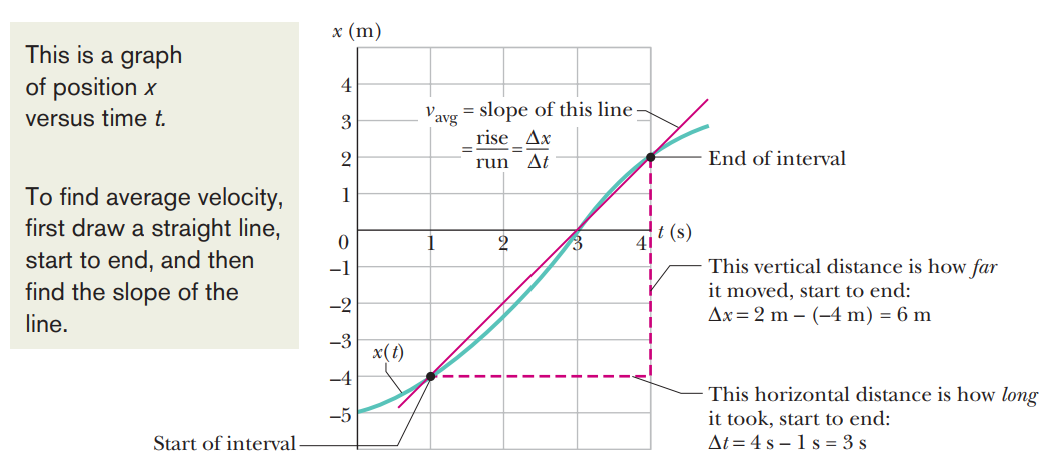 This is a graph
of position x
versus time t.
To find average velocity,
first draw a straight line,
start to end, and then
find the slope of the
line.
x (m)
4
3
2
1
0
–1
–2
–3
–4
–5
1
2
3
4
t (s)
vavg = slope of this line
= rise/run = Δx/Δt
End of interval
This vertical distance is how far
it moved, start to end:
Δx = 2 m – (–4 m) = 6 m
x(t)
This horizontal distance is how long
it took, start to end:
Δt = 4 s – 1 s = 3 s
Start of interval